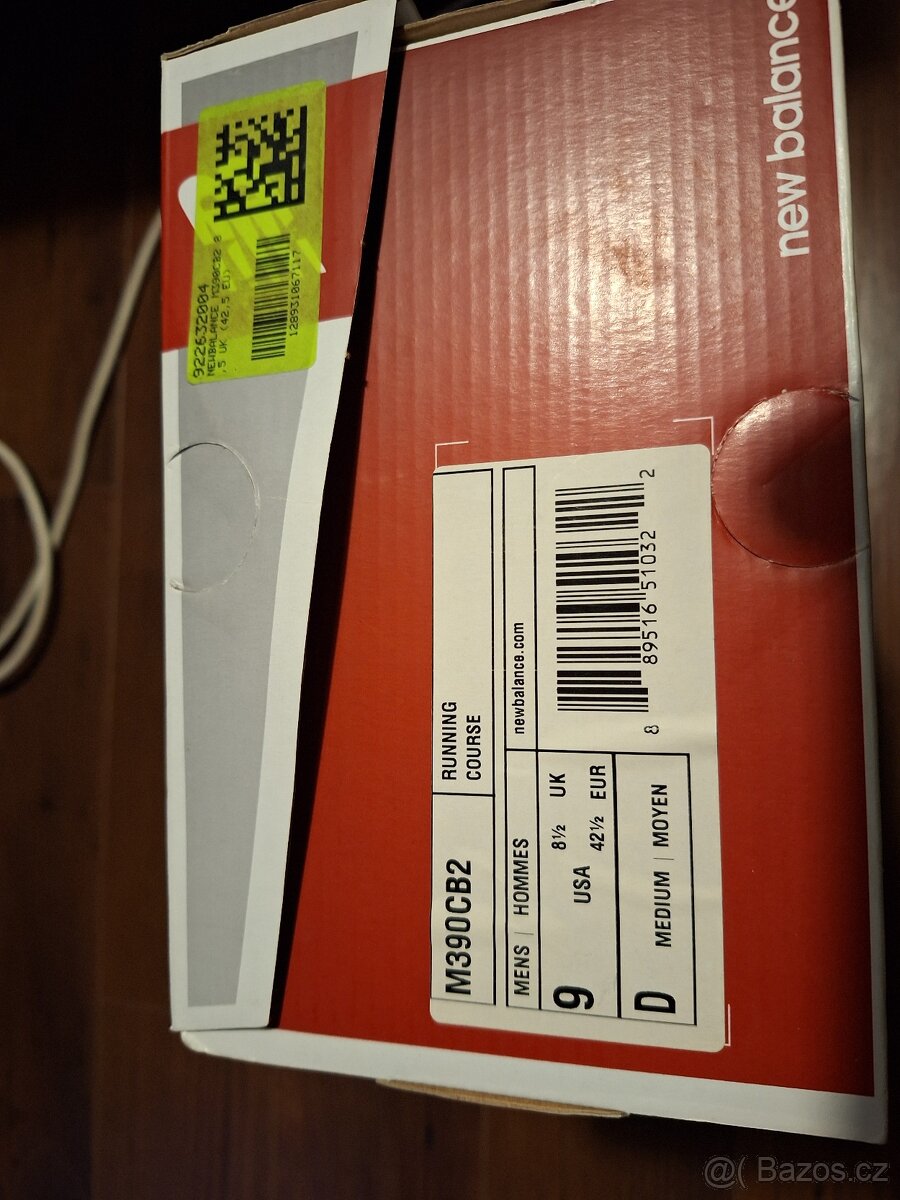 new balance
922632004
NEWBALANCE M390CB2 8
,5 UK (42,5 EU)
128931067117
M390CB2
RUNNING
COURSE
MENS | HOMMES
newbalance.com
9 USA
8½ UK
42½ EUR
D
MEDIUM | MOYEN
8 89516 51032 2
@( Bazos.cz